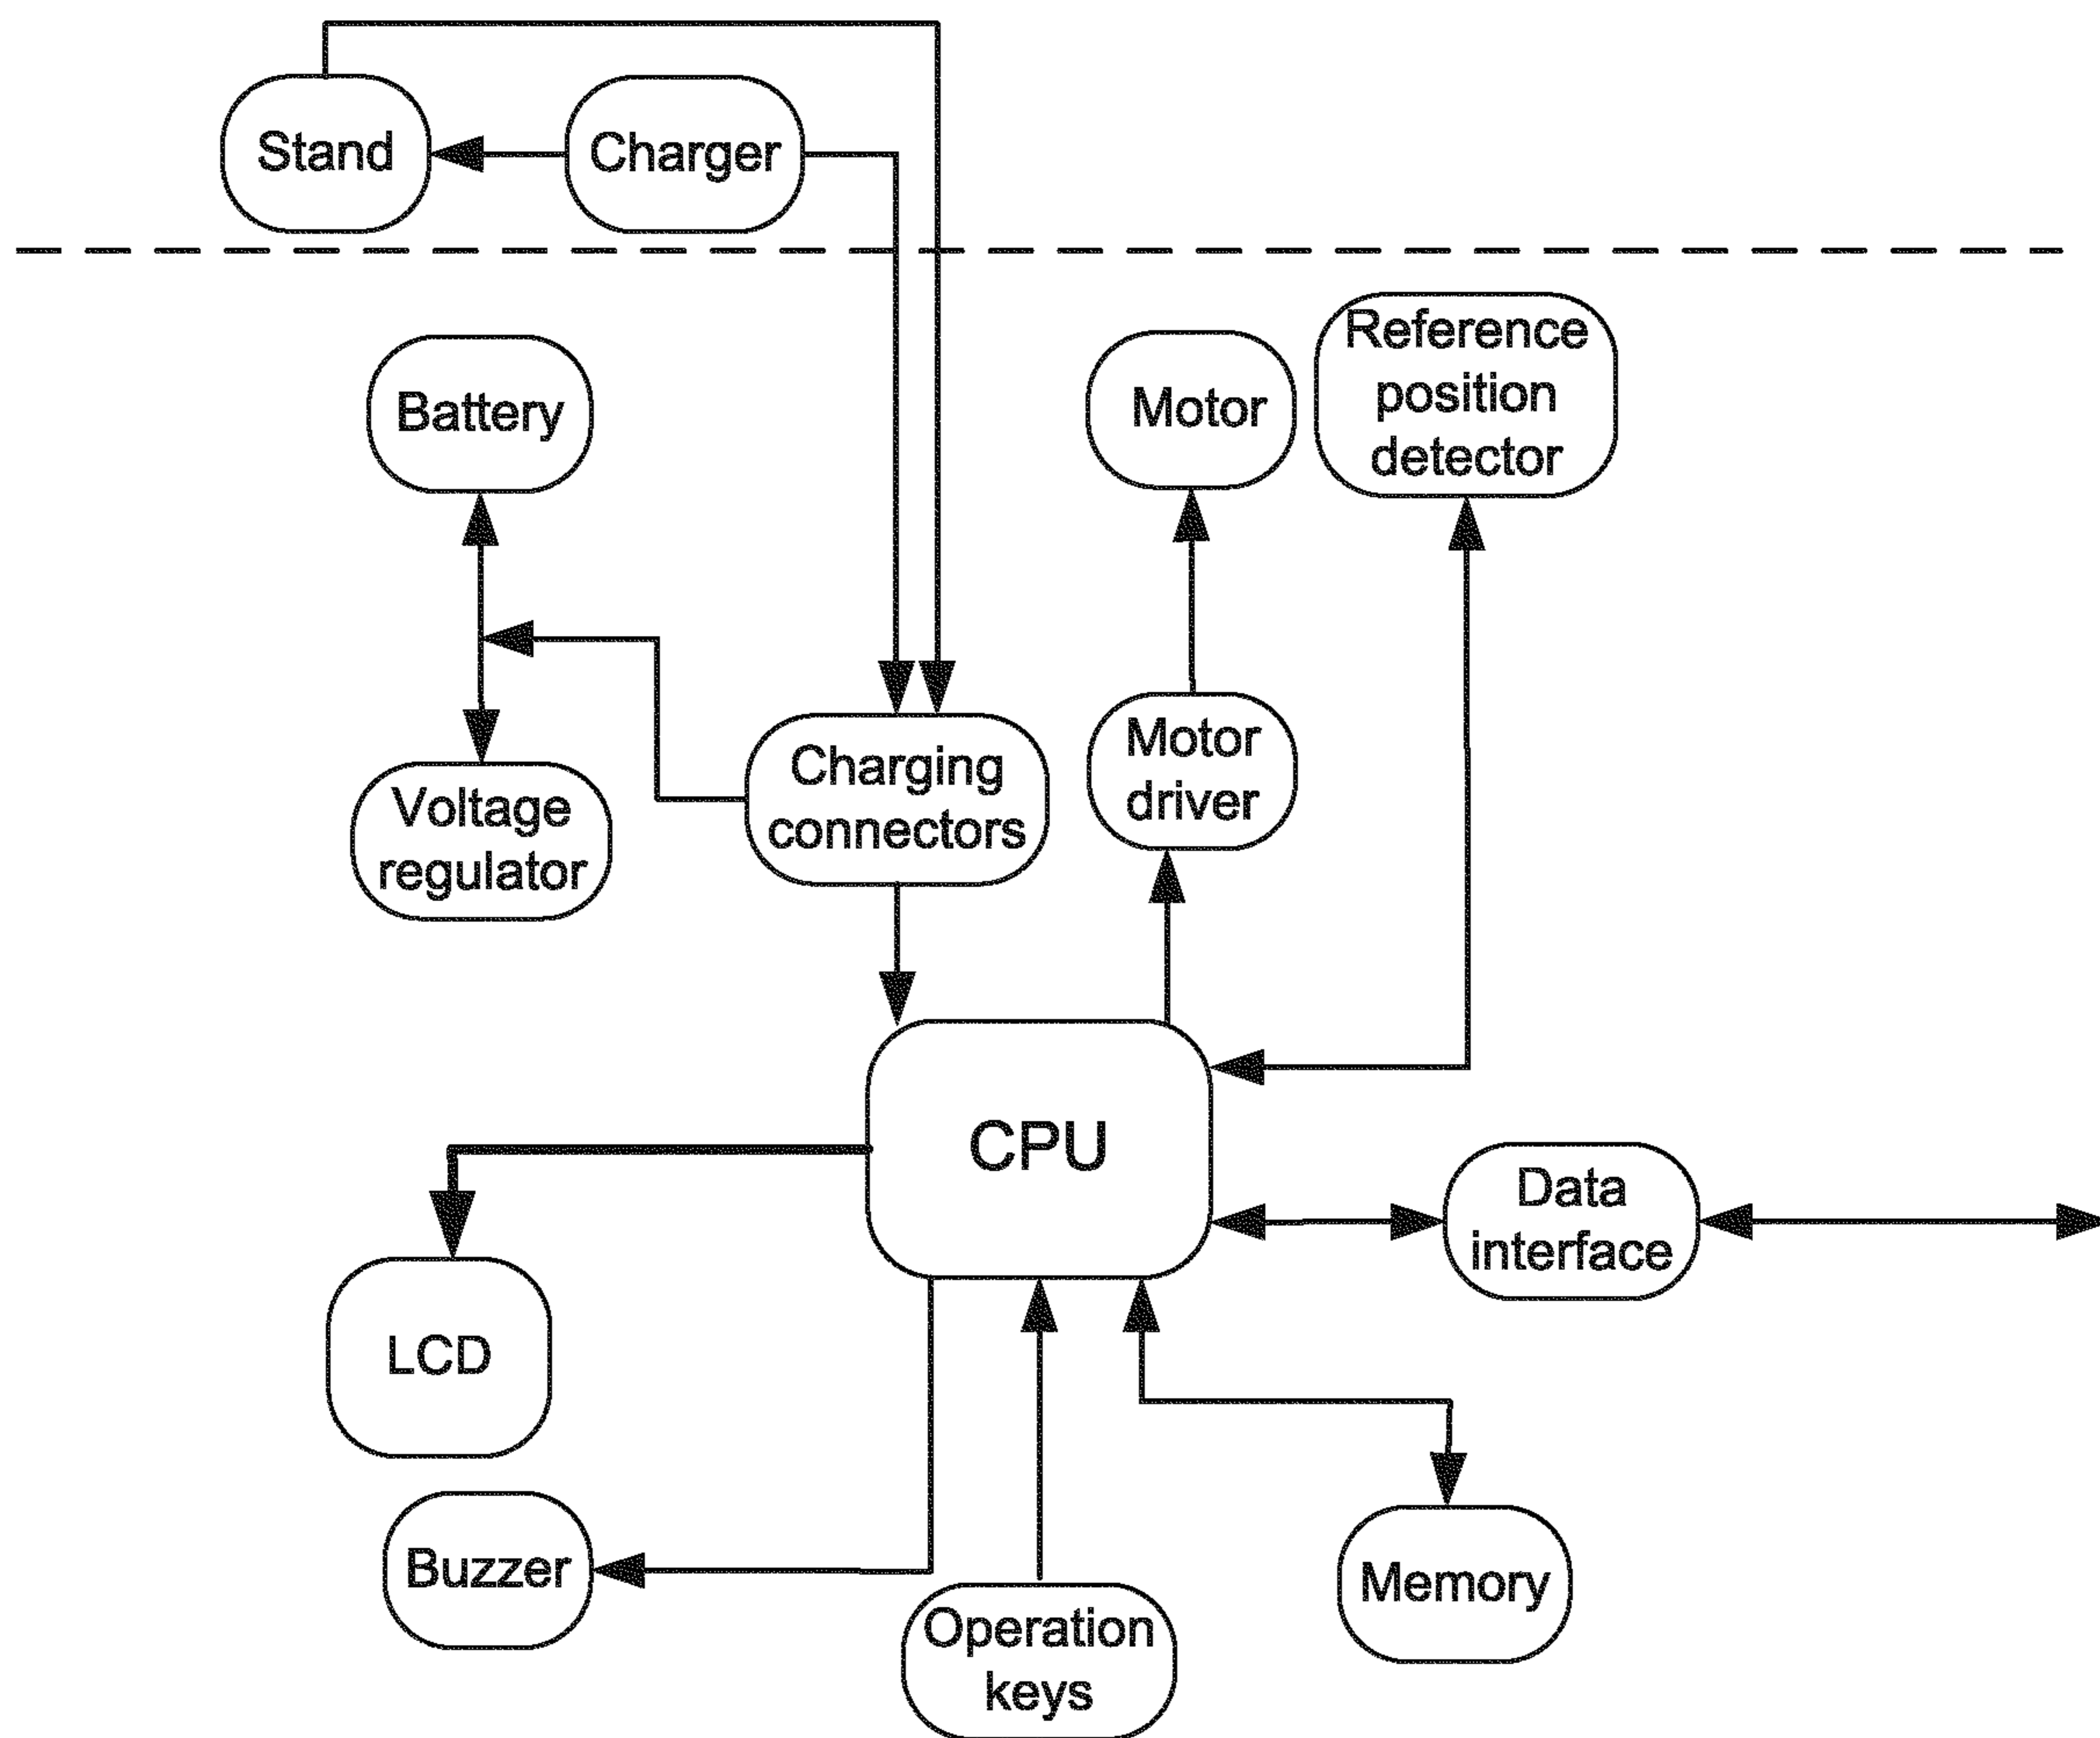 Stand
Charger
Battery
Motor
Reference
position
detector
Voltage
regulator
Charging
connectors
Motor
driver
CPU
Data
interface
LCD
Buzzer
Operation
keys
Memory